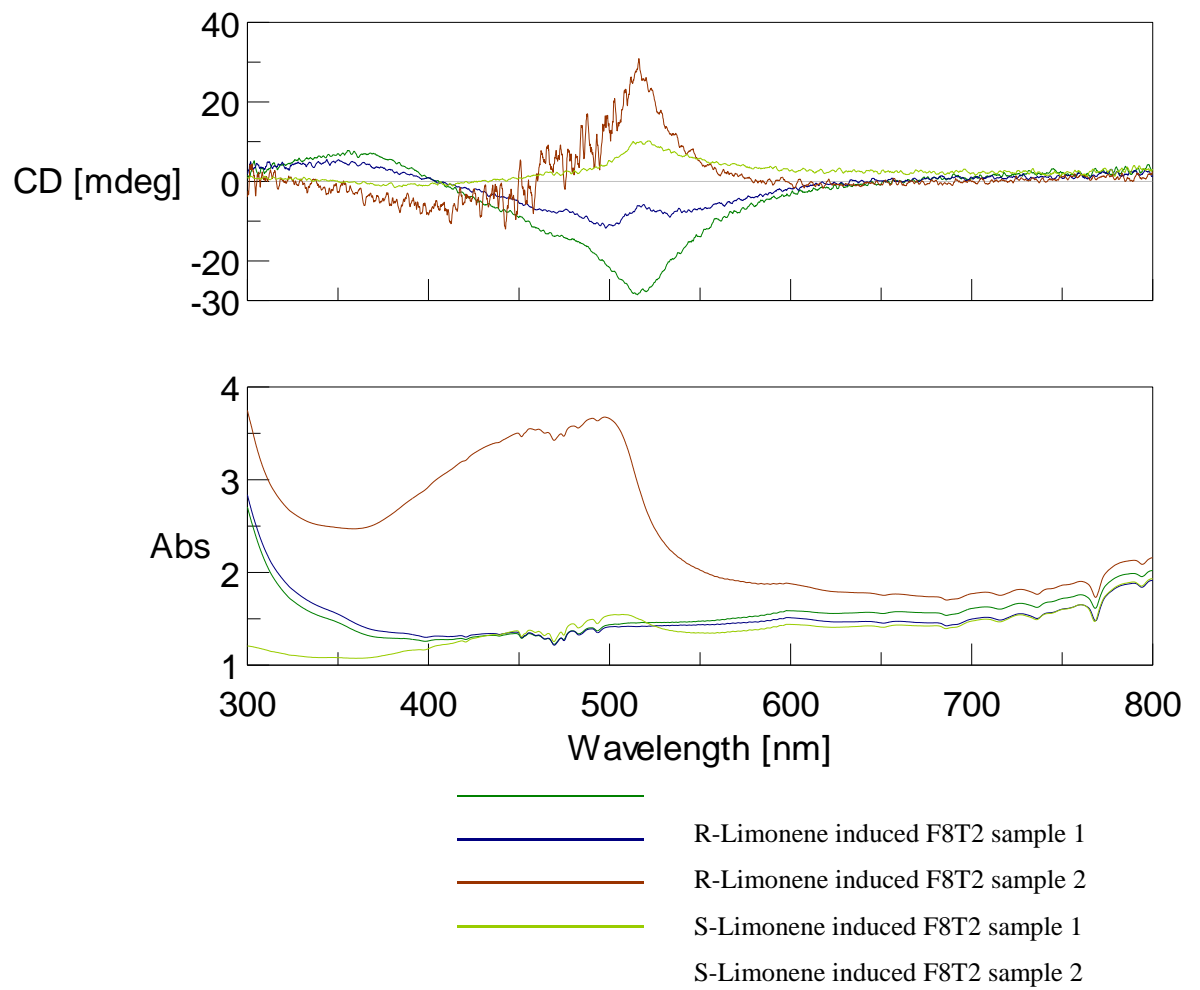 40
20
CD [mdeg]
0
-20
-30
4
3
Abs
2
1
300 400 500 600 700 800
Wavelength [nm]
R-Limonene induced F8T2 sample 1
R-Limonene induced F8T2 sample 2
S-Limonene induced F8T2 sample 1
S-Limonene induced F8T2 sample 2